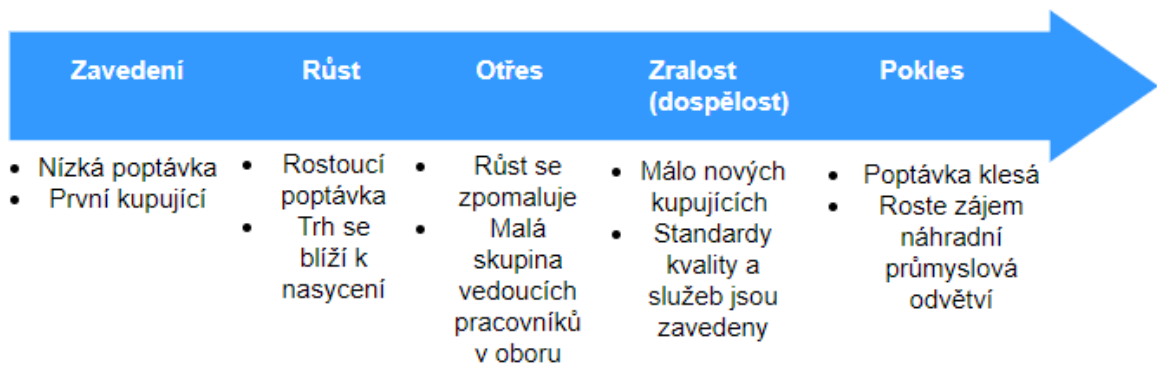 Zavedení
Růst
Otřes
Zralost
(dospělost)
Pokles
• Nízká poptávka
• První kupující
• Rostoucí
poptávka
• Trh se
blíží k
nasycení
• Růst se
zpomaluje
• Malá
skupina
vedoucích
pracovníků
v oboru
• Málo nových
kupujících
• Standardy
kvality a
služeb jsou
zavedeny
• Poptávka klesá
• Roste zájem
náhradní
průmyslová
odvětví